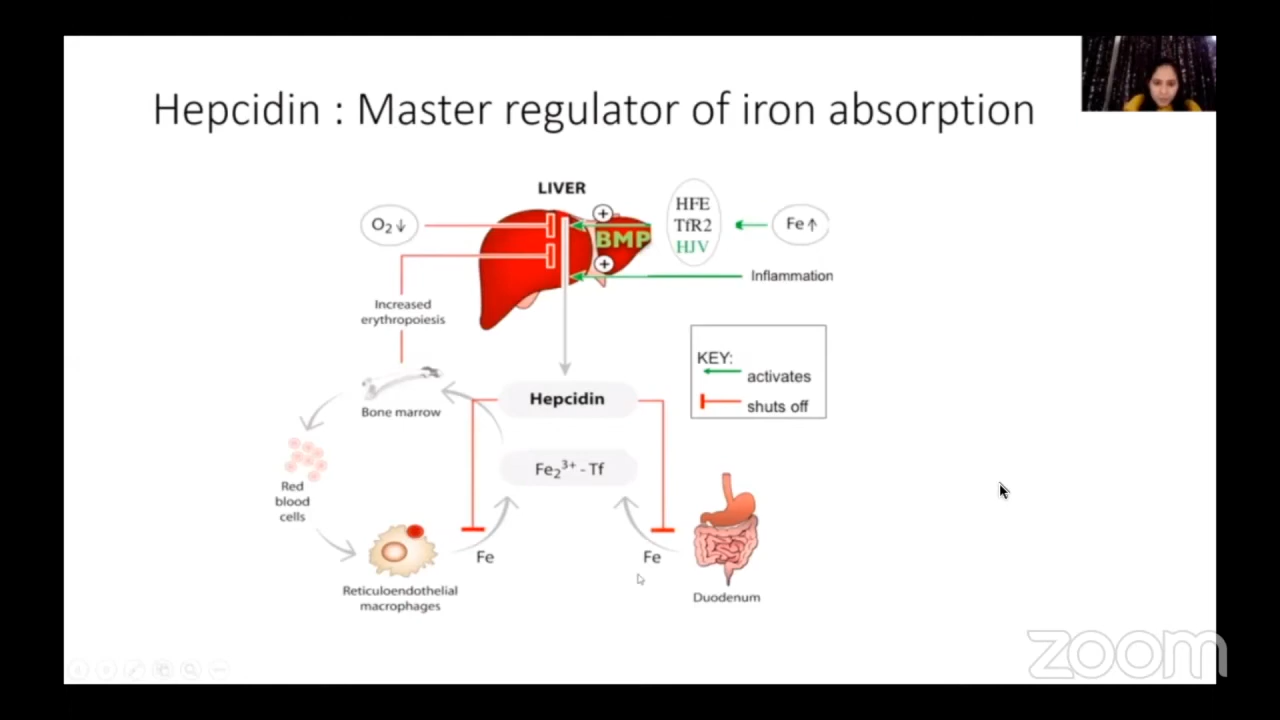 Hepcidin : Master regulator of iron absorption
LIVER
O2↓
+
BMP
+
HFE
TfR2
HJV
Fe↑
Inflammation
Increased
erythropoiesis
KEY:
activates
shuts off
Bone marrow
Hepcidin
Fe₂³⁺ - Tf
Red
blood
cells
Fe
Fe
Reticuloendothelial
macrophages
Duodenum
zoom